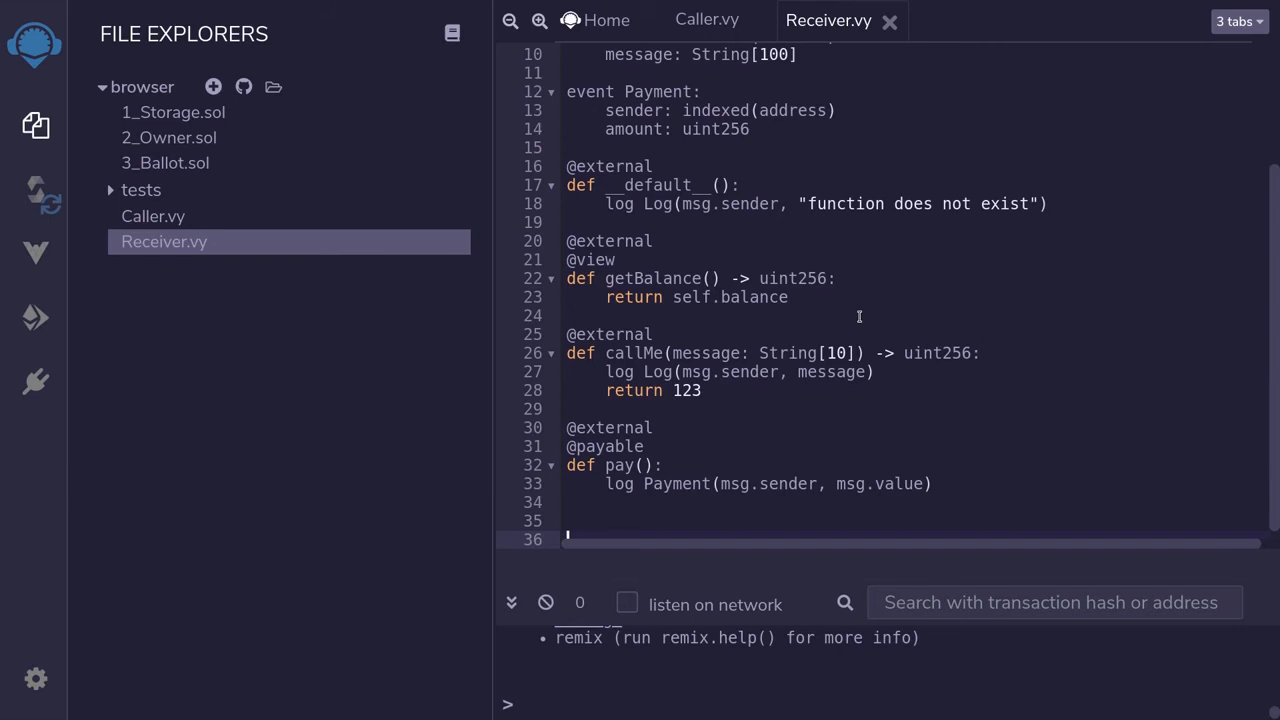 FILE EXPLORERS
browser
1_Storage.sol
2_Owner.sol
3_Ballot.sol
tests
Caller.vy
Receiver.vy
Home
Caller.vy
Receiver.vy
3 tabs
10     message: String[100]
11
12 event Payment:
13     sender: indexed(address)
14     amount: uint256
15
16 @external
17 def __default__():
18     log Log(msg.sender, "function does not exist")
19
20 @external
21 @view
22 def getBalance() -> uint256:
23     return self.balance
24
25 @external
26 def callMe(message: String[10]) -> uint256:
27     log Log(msg.sender, message)
28     return 123
29
30 @external
31 @payable
32 def pay():
33     log Payment(msg.sender, msg.value)
34
35
36
0
listen on network
Search with transaction hash or address
• remix (run remix.help() for more info)
>